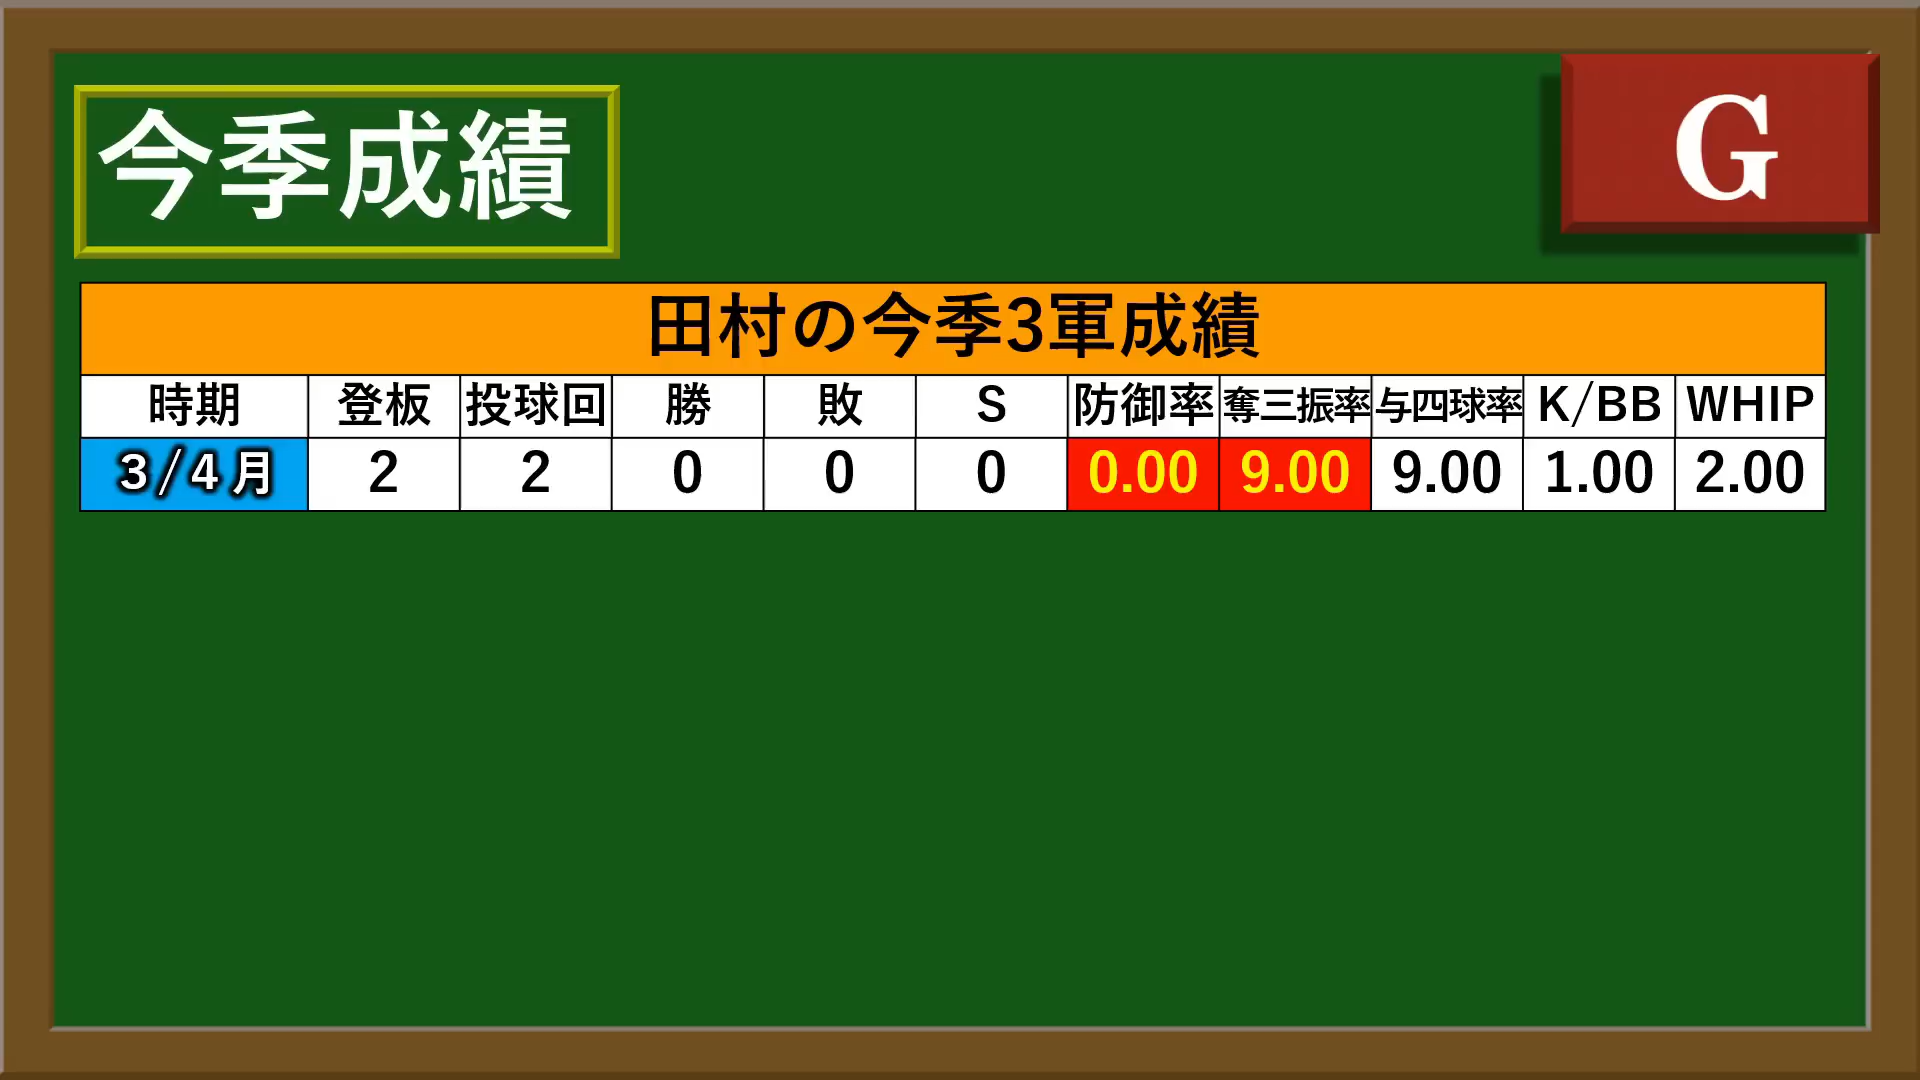 今季成績
G
田村の今季3軍成績
時期 登板 投球回 勝 敗 S 防御率 奪三振率 与四球率 K/BB WHIP
3/4月 2 2 0 0 0 0.00 9.00 9.00 1.00 2.00